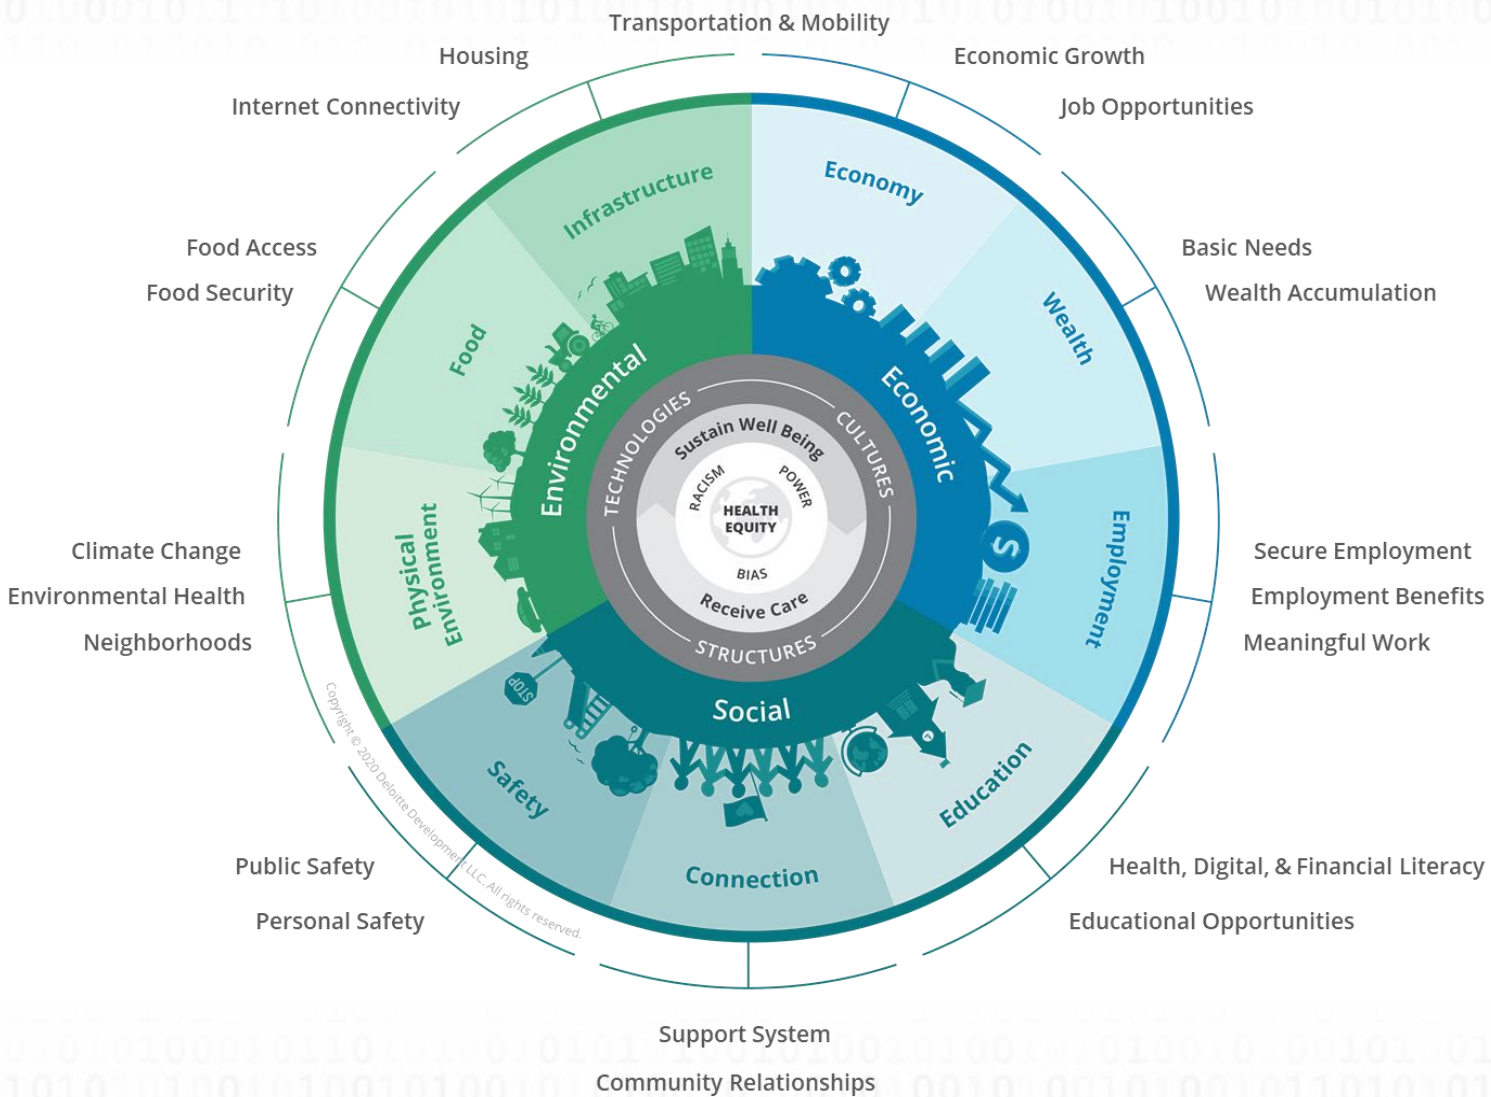 Transportation & Mobility
Housing
Internet Connectivity
Economic Growth
Job Opportunities
Food Access
Food Security
Basic Needs
Wealth Accumulation
Climate Change
Environmental Health
Neighborhoods
Secure Employment
Employment Benefits
Meaningful Work
Public Safety
Personal Safety
Health, Digital, & Financial Literacy
Educational Opportunities
Support System
Community Relationships
Infrastructure
Economy
Food
Wealth
Physical
Environment
Employment
Safety
Connection
Education
Environmental
Economic
Social
TECHNOLOGIES
CULTURES
STRUCTURES
Sustain Well Being
Receive Care
RACISM
POWER
BIAS
HEALTH
EQUITY
STOP
$
Copyright © 2020 Deloitte Development LLC. All rights reserved.